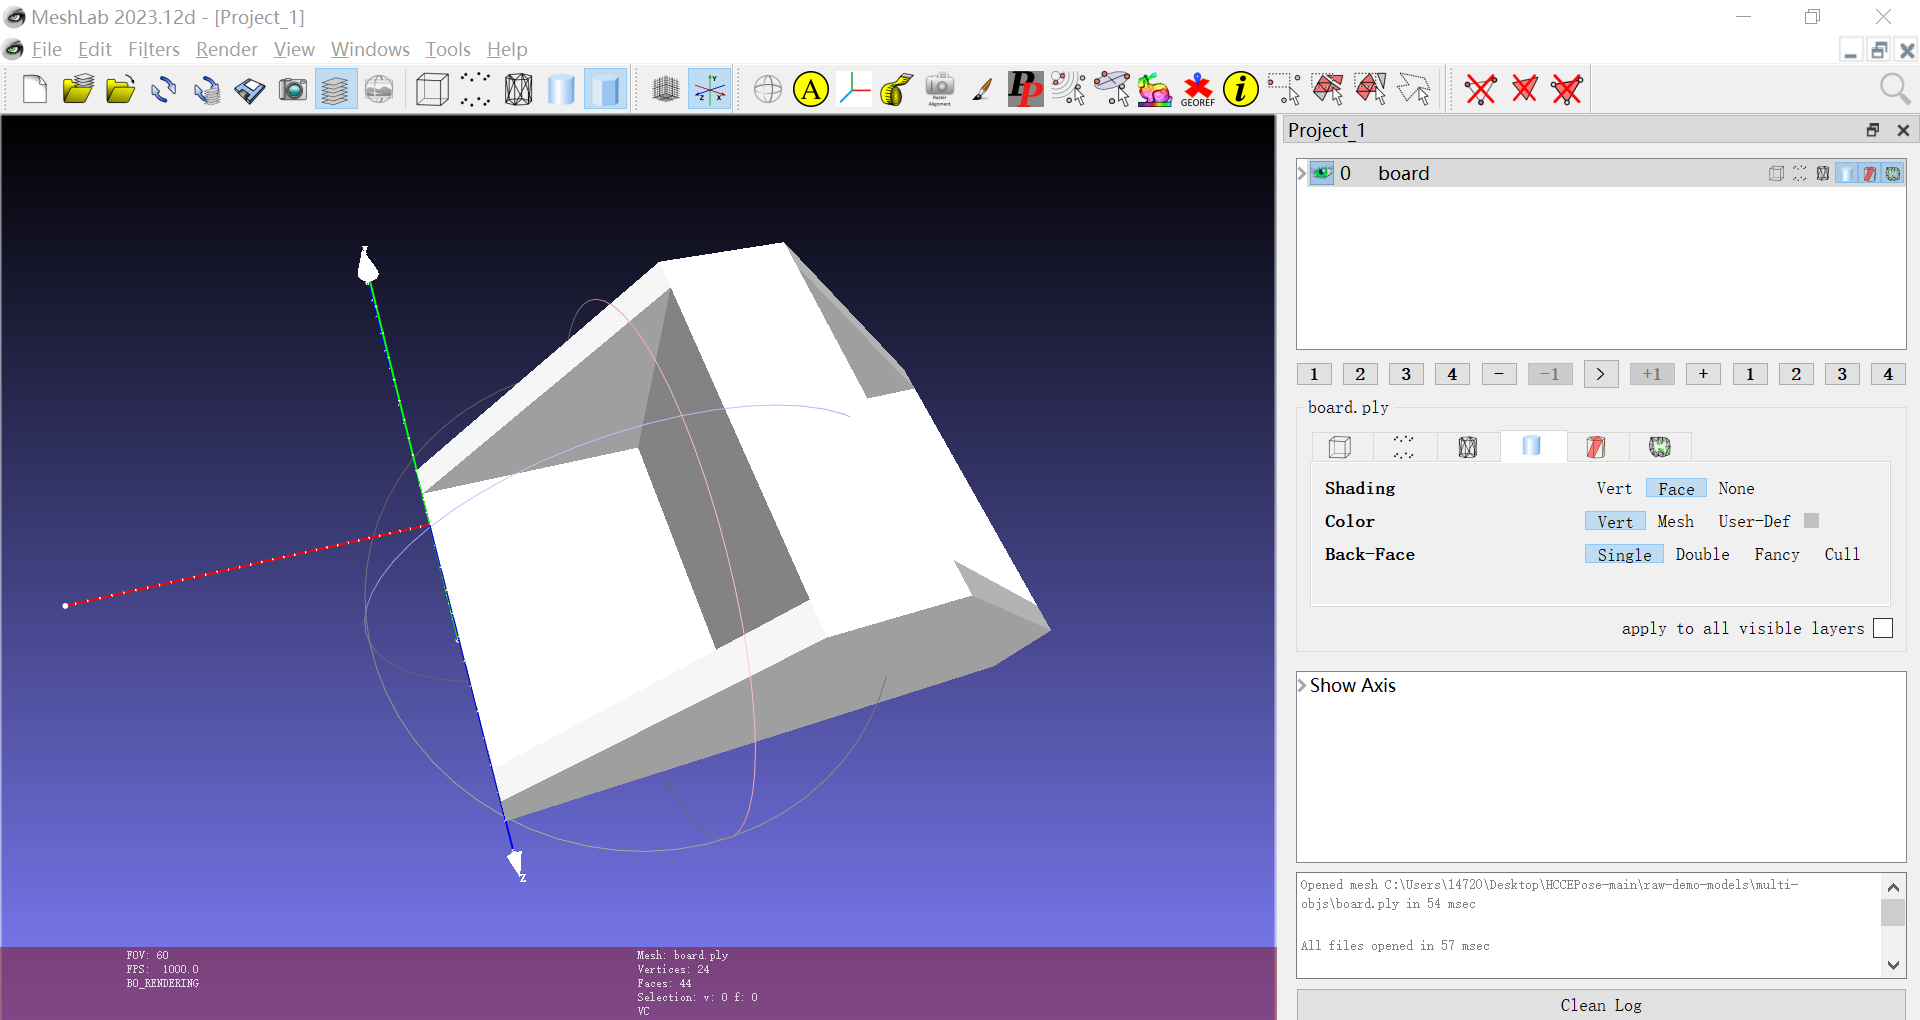 MeshLab 2023.12d - [Project_1]
File Edit Filters Render View Windows Tools Help
A
Raster Alignment
PP
GEOREF
i
Project_1
0 board
1 2 3 4 - -1 > +1 + 1 2 3 4
board.ply
Shading Vert Face None
Color Vert Mesh User-Def
Back-Face Single Double Fancy Cull
apply to all visible layers
Show Axis
Z
Opened mesh C:\Users\14720\Desktop\HCCEPose-main\raw-demo-models\multi-
objs\board.ply in 54 msec
All files opened in 57 msec
Clean Log
FOV: 60
FPS: 1000.0
BO_RENDERING
Mesh: board.ply
Vertices: 24
Faces: 44
Selection: v: 0 f: 0
VC